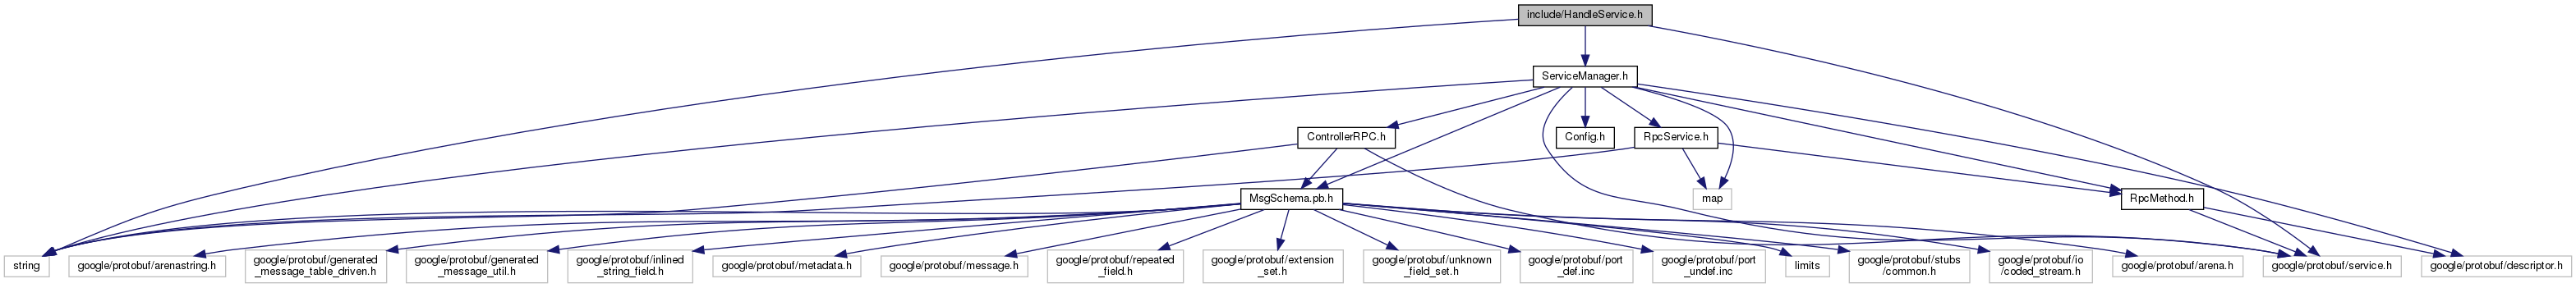 include/HandleService.h
ServiceManager.h
ControllerRPC.h
Config.h
RpcService.h
MsgSchema.pb.h
map
RpcMethod.h
string
google/protobuf/arenastring.h
google/protobuf/generated
_message_table_driven.h
google/protobuf/generated
_message_util.h
google/protobuf/inlined
_string_field.h
google/protobuf/metadata.h
google/protobuf/message.h
google/protobuf/repeated
_field.h
google/protobuf/extension
_set.h
google/protobuf/unknown
_field_set.h
google/protobuf/port
_def.inc
google/protobuf/port
_undef.inc
limits
google/protobuf/stubs
/common.h
google/protobuf/io
/coded_stream.h
google/protobuf/arena.h
google/protobuf/service.h
google/protobuf/descriptor.h